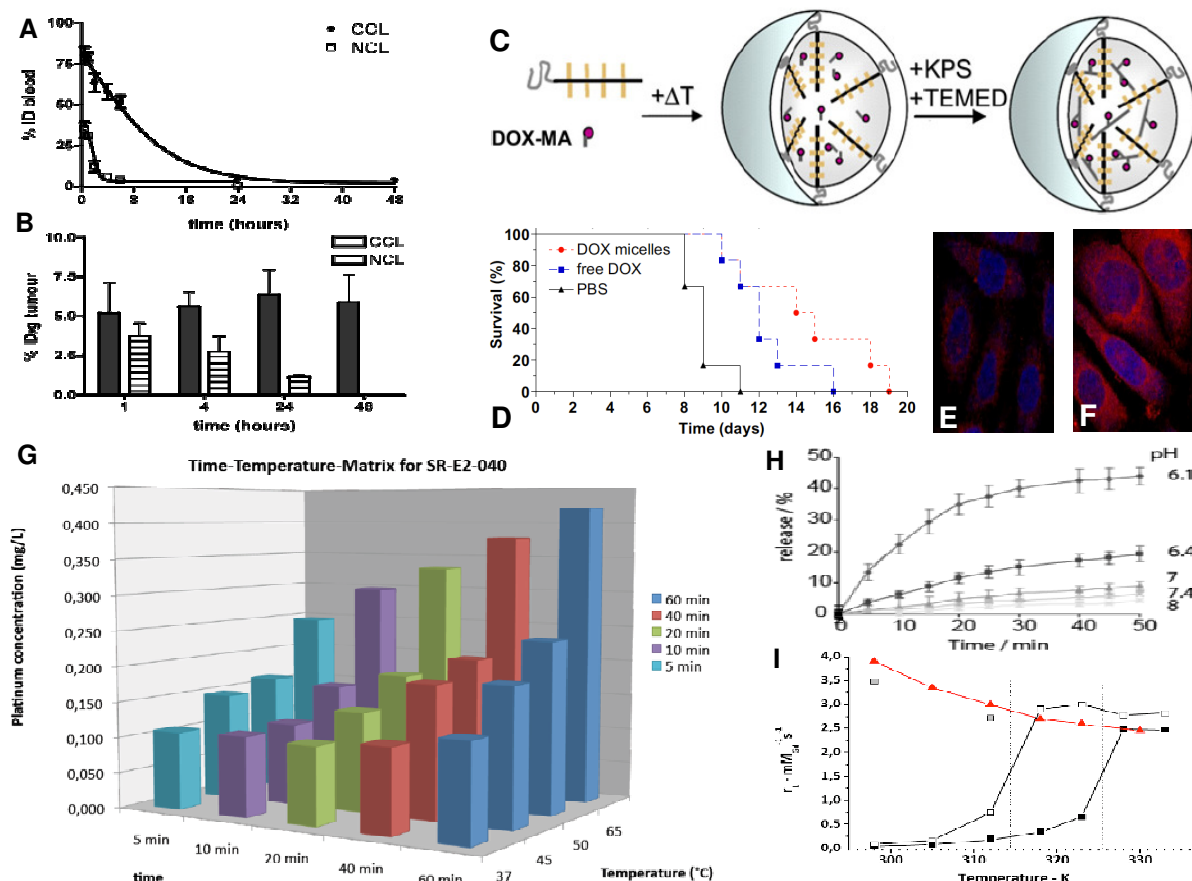 A
100
75
50
25
0
% ID blood
CCL
NCL
0 8 16 24 32 40 48
time (hours)
B
10.0
7.5
5.0
2.5
0.0
% ID/g tumour
CCL
NCL
1 4 24 48
time (hours)
C
+ΔT
DOX-MA
+KPS
+TEMED
D
100
80
60
40
20
0
Survival (%)
DOX micelles
free DOX
PBS
0 2 4 6 8 10 12 14 16 18 20
Time (days)
E
F
G
Time-Temperature-Matrix for SR-E2-040
Platinum concentration (mg/L)
0,450
0,400
0,350
0,300
0,250
0,200
0,150
0,100
0,050
0,000
60 min
40 min
20 min
10 min
5 min
5 min
10 min
20 min
40 min
60 min
time
37
45
50
65
Temperature (°C)
H
pH
50
40
30
20
10
0
release / %
6.1
6.4
7
7.4
8
0 10 20 30 40 50
Time / min
I
4,0
3,5
3,0
2,5
2,0
1,5
1,0
0,5
0,0
300 310 320 330
Temperature - K